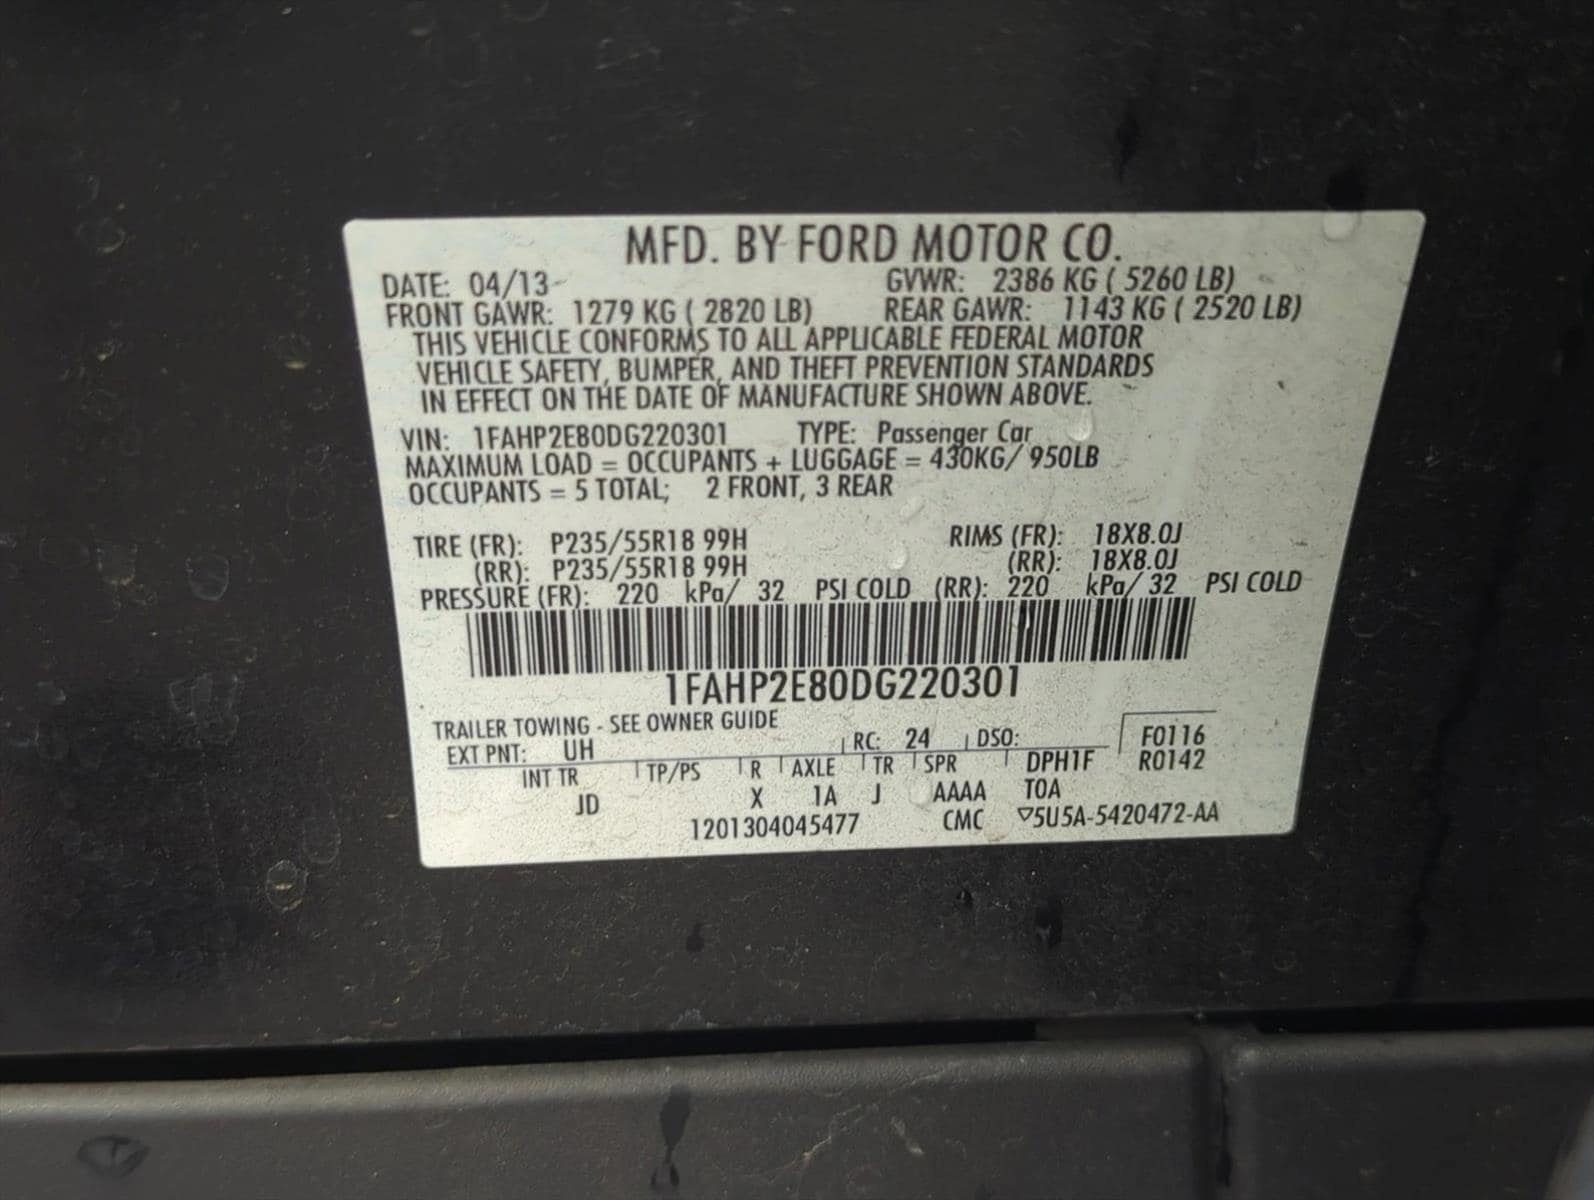 MFD. BY FORD MOTOR CO.
DATE: 04/13 GVWR: 2386 KG ( 5260 LB)
FRONT GAWR: 1279 KG ( 2820 LB) REAR GAWR: 1143 KG ( 2520 LB)
THIS VEHICLE CONFORMS TO ALL APPLICABLE FEDERAL MOTOR
VEHICLE SAFETY, BUMPER, AND THEFT PREVENTION STANDARDS
IN EFFECT ON THE DATE OF MANUFACTURE SHOWN ABOVE.
VIN: 1FAHP2E80DG220301 TYPE: Passenger Car
MAXIMUM LOAD = OCCUPANTS + LUGGAGE = 430KG/ 950LB
OCCUPANTS = 5 TOTAL; 2 FRONT, 3 REAR
TIRE (FR): P235/55R18 99H RIMS (FR): 18X8.0J
(RR): P235/55R18 99H (RR): 18X8.0J
PRESSURE (FR): 220 kPa/ 32 PSI COLD (RR): 220 kPa/ 32 PSI COLD
1FAHP2E80DG220301
TRAILER TOWING - SEE OWNER GUIDE
EXT PNT: UH RC: 24 DSO: F0116
INT TR TP/PS R AXLE TR SPR DPH1F R0142
JD X 1A J AAAA TOA
1201304045477 CMC ▽5U5A-5420472-AA